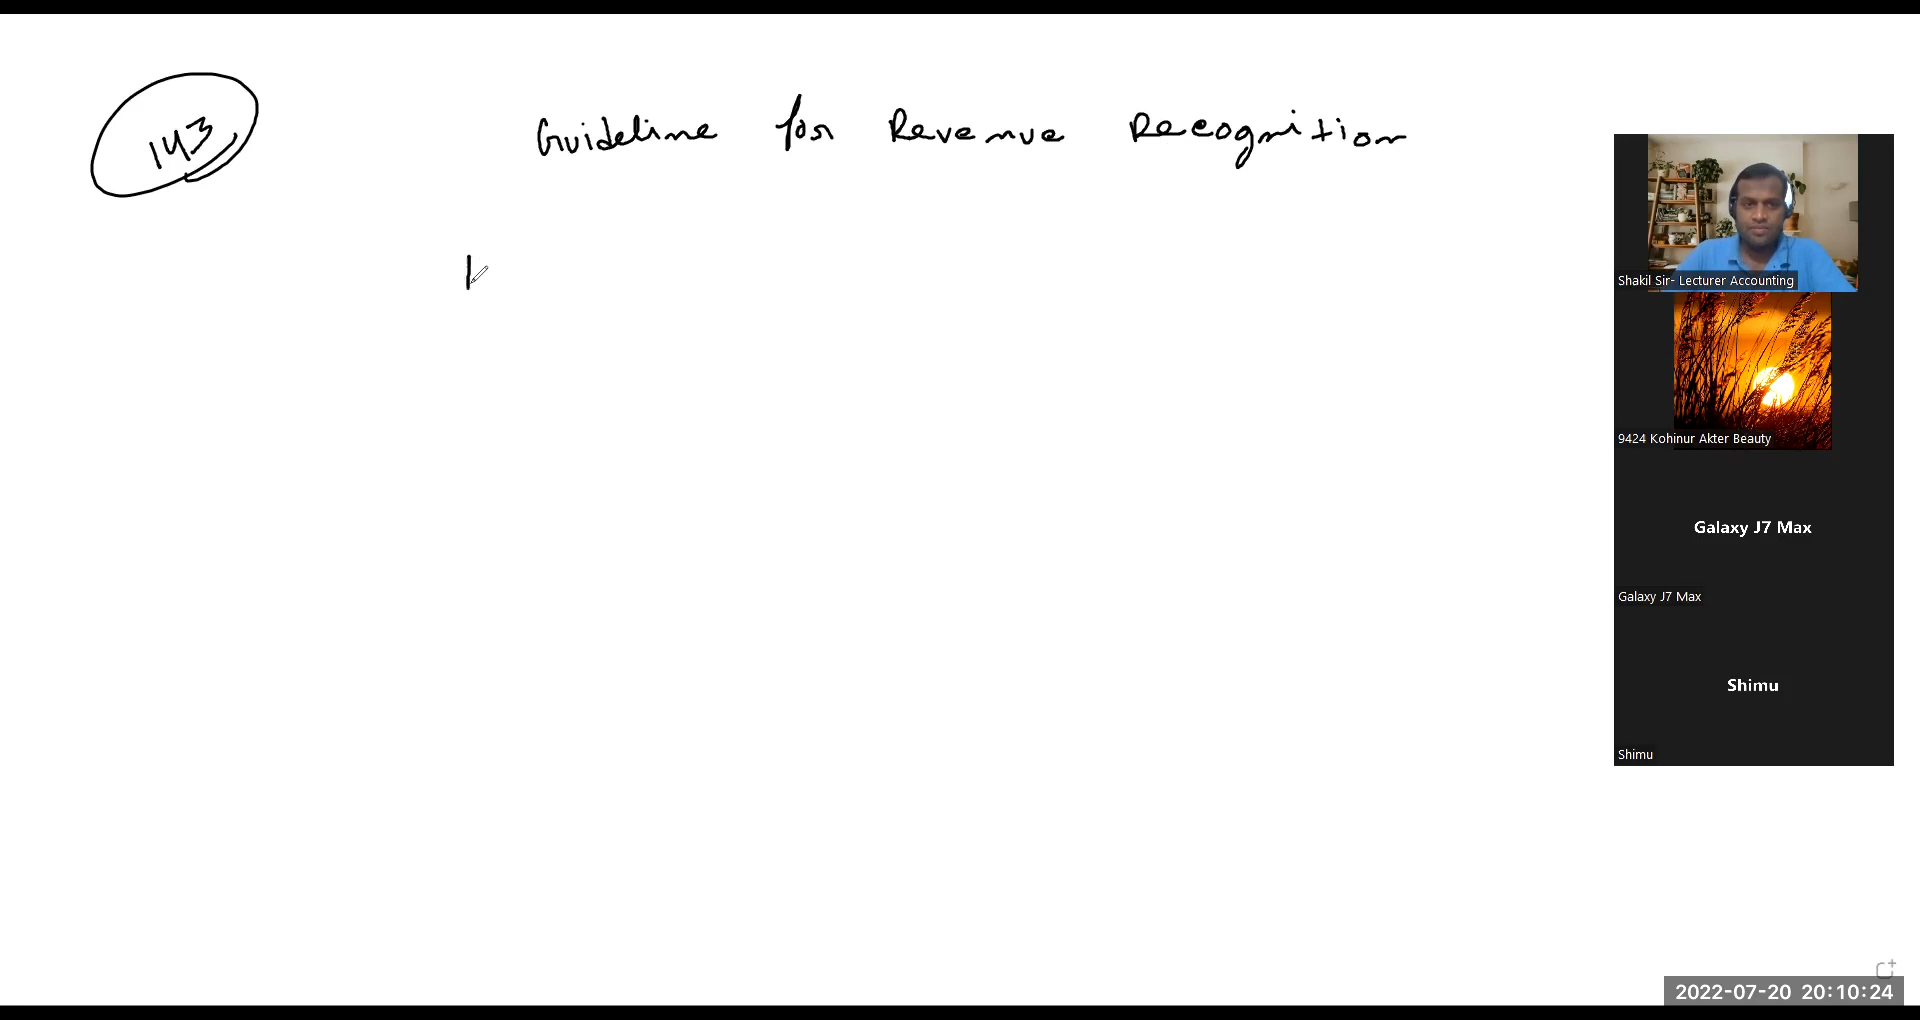 143
Guideline for Revenue Recognition
Shakil Sir- Lecturer Accounting
9424 Kohinur Akter Beauty
Galaxy J7 Max
Galaxy J7 Max
Shimu
Shimu
2022-07-20 20:10:24